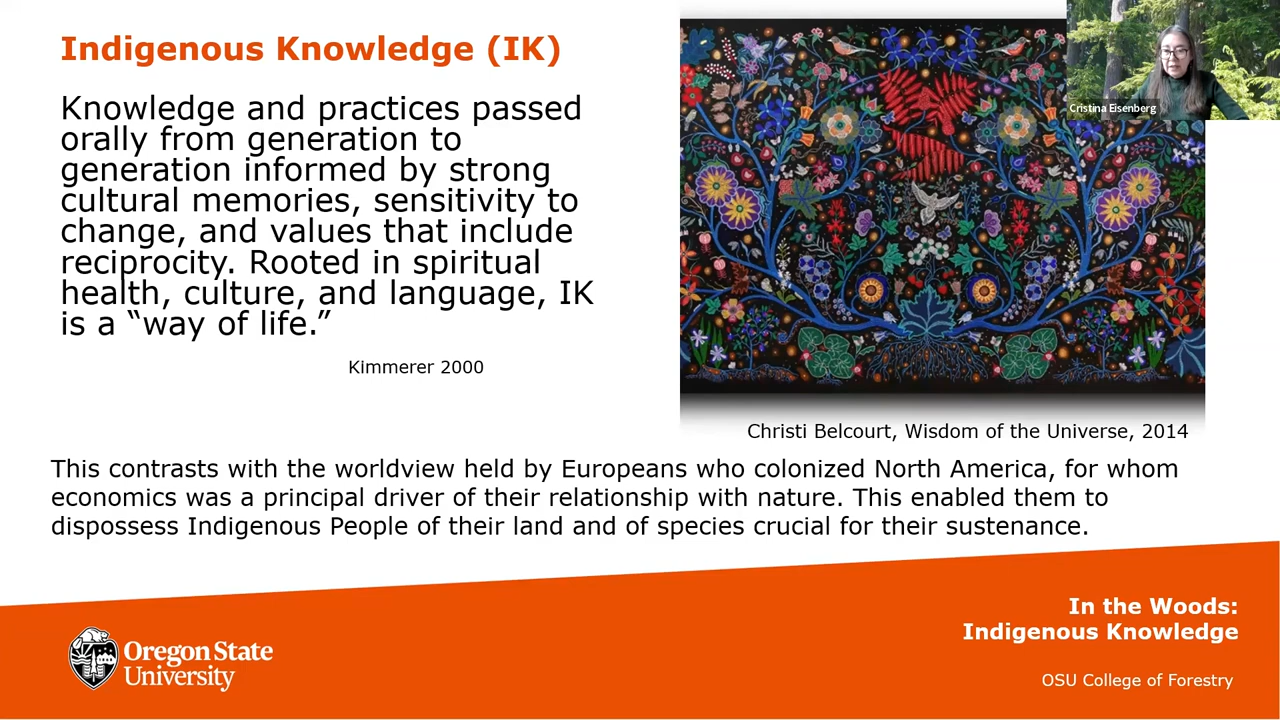 Indigenous Knowledge (IK)
Knowledge and practices passed
orally from generation to
generation informed by strong
cultural memories, sensitivity to
change, and values that include
reciprocity. Rooted in spiritual
health, culture, and language, IK
is a “way of life.”
Kimmerer 2000
Cristina Eisenberg
Christi Belcourt, Wisdom of the Universe, 2014
This contrasts with the worldview held by Europeans who colonized North America, for whom
economics was a principal driver of their relationship with nature. This enabled them to
dispossess Indigenous People of their land and of species crucial for their sustenance.
Oregon State
University
In the Woods:
Indigenous Knowledge
OSU College of Forestry